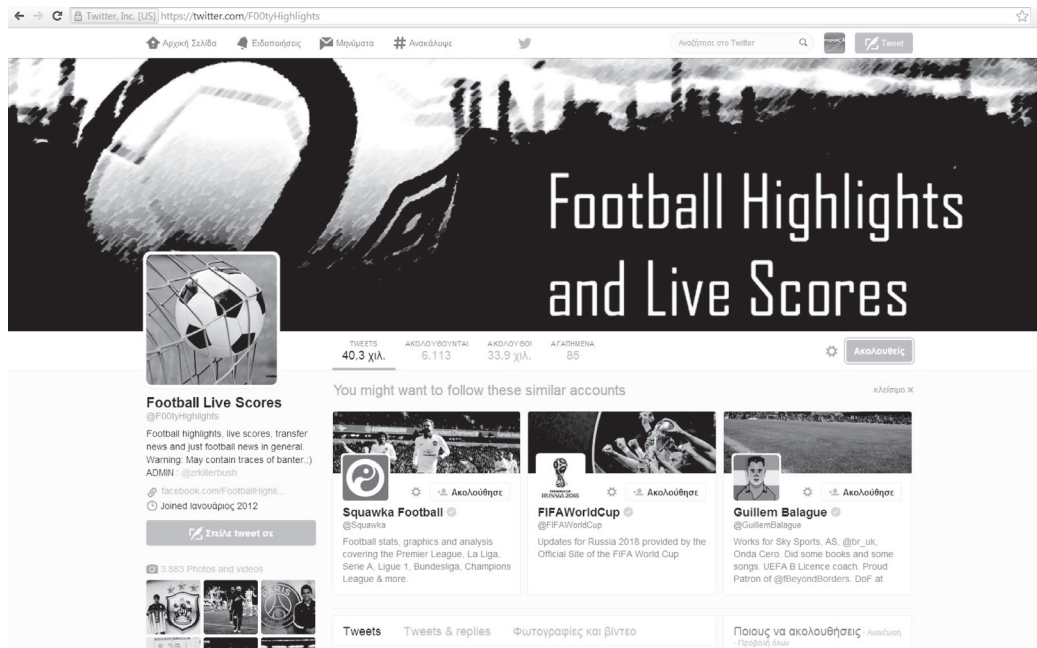 Twitter, Inc. [US] https://twitter.com/F00tyHighlights
Αρχική Σελίδα Ειδοποιήσεις Μηνύματα # Ανακάλυψε
Αναζήτησε στο Twitter
Tweet
Football Highlights
and Live Scores
TWEETS ΑΚΟΛΟΥΘΟΥΝΤΑΙ ΑΚΟΛΟΥΘΟΙ ΑΓΑΠΗΜΕΝΑ
40,3 χιλ. 6.113 33,9 χιλ. 85
Ακολουθείς
Football Live Scores
@F00tyHighlights
Football highlights, live scores, transfer
news and just football news in general.
Warning: May contain traces of banter.:)
ADMIN : @zrkillerbush
facebook.com/FootballHighli...
Joined Ιανουάριος 2012
Στείλε tweet σε
3.883 Photos and videos
You might want to follow these similar accounts
κλείσιμο ×
Ακολούθησε
Squawka Football
@Squawka
Football stats, graphics and analysis
covering the Premier League, La Liga,
Serie A, Ligue 1, Bundesliga, Champions
League & more.
RUSSIA 2018
Ακολούθησε
FIFAWorldCup
@FIFAWorldCup
Updates for Russia 2018 provided by the
Official Site of the FIFA World Cup
Ακολούθησε
Guillem Balague
@GuillemBalague
Works for Sky Sports, AS, @br_uk,
Onda Cero. Did some books and some
songs. UEFA B Licence coach. Proud
Patron of @fBeyondBorders. DoF at
Tweets Tweets & replies Φωτογραφίες και βίντεο
Ποιους να ακολουθήσεις - Ανανέωση
- Προβολή όλων